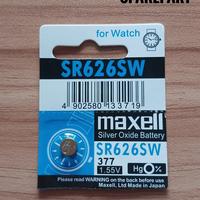 SPAREPART
for Watch
SR626SW
4 902580 133719
maxell
Silver Oxide Battery
SR626SW
377
1.55V
Hg0%
Please read warning on the back before using.
Maxell, Ltd Made in Japan